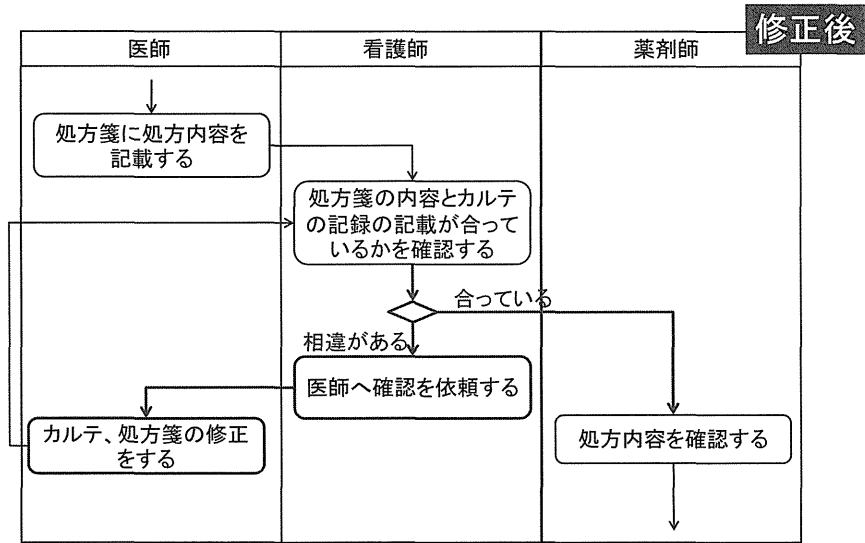 修正後
医師
看護師
薬剤師
処方箋に処方内容を
記載する
処方箋の内容とカルテ
の記録の記載が合って
いるかを確認する
合っている
相違がある
医師へ確認を依頼する
カルテ、処方箋の修正
をする
処方内容を確認する